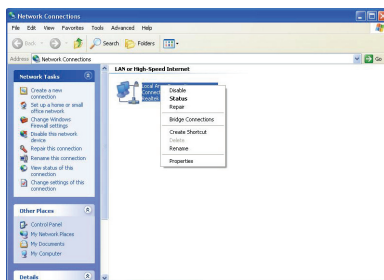 Network Connections
File Edit View Favorites Tools Advanced Help
Back Search Folders
Address Network Connections Go
Network Tasks
Create a new
connection
Set up a home or small
office network
Change Windows
Firewall settings
Disable this network
device
Repair this connection
Rename this connection
View status of this
connection
Change settings of this
connection
Other Places
Control Panel
My Network Places
My Documents
My Computer
Details
LAN or High-Speed Internet
Local
Connect
Realtek
Disable
Status
Repair
Bridge Connections
Create Shortcut
Delete
Rename
Properties